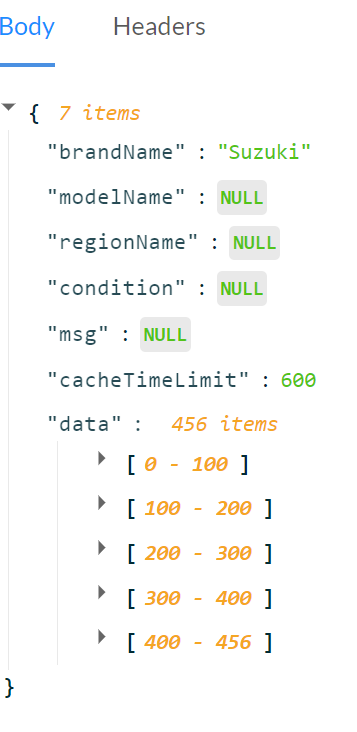 Body Headers
{ 7 items
"brandName" : "Suzuki"
"modelName" : NULL
"regionName" : NULL
"condition" : NULL
"msg" : NULL
"cacheTimeLimit" : 600
"data" : 456 items
[ 0 - 100 ]
[ 100 - 200 ]
[ 200 - 300 ]
[ 300 - 400 ]
[ 400 - 456 ]
}